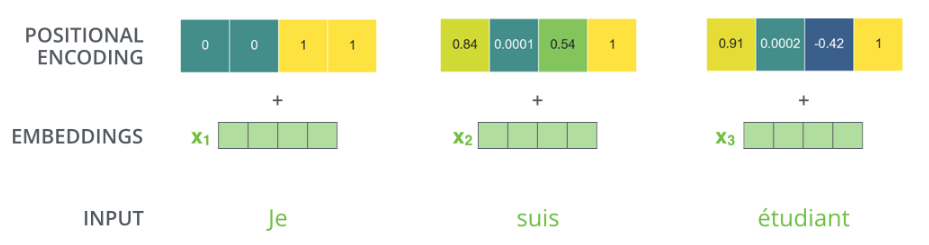 POSITIONAL ENCODING 0 0 1 1 0.84 0.0001 0.54 1 0.91 0.0002 -0.42 1
+ + +
EMBEDDINGS x1 x2 x3
INPUT Je suis étudiant